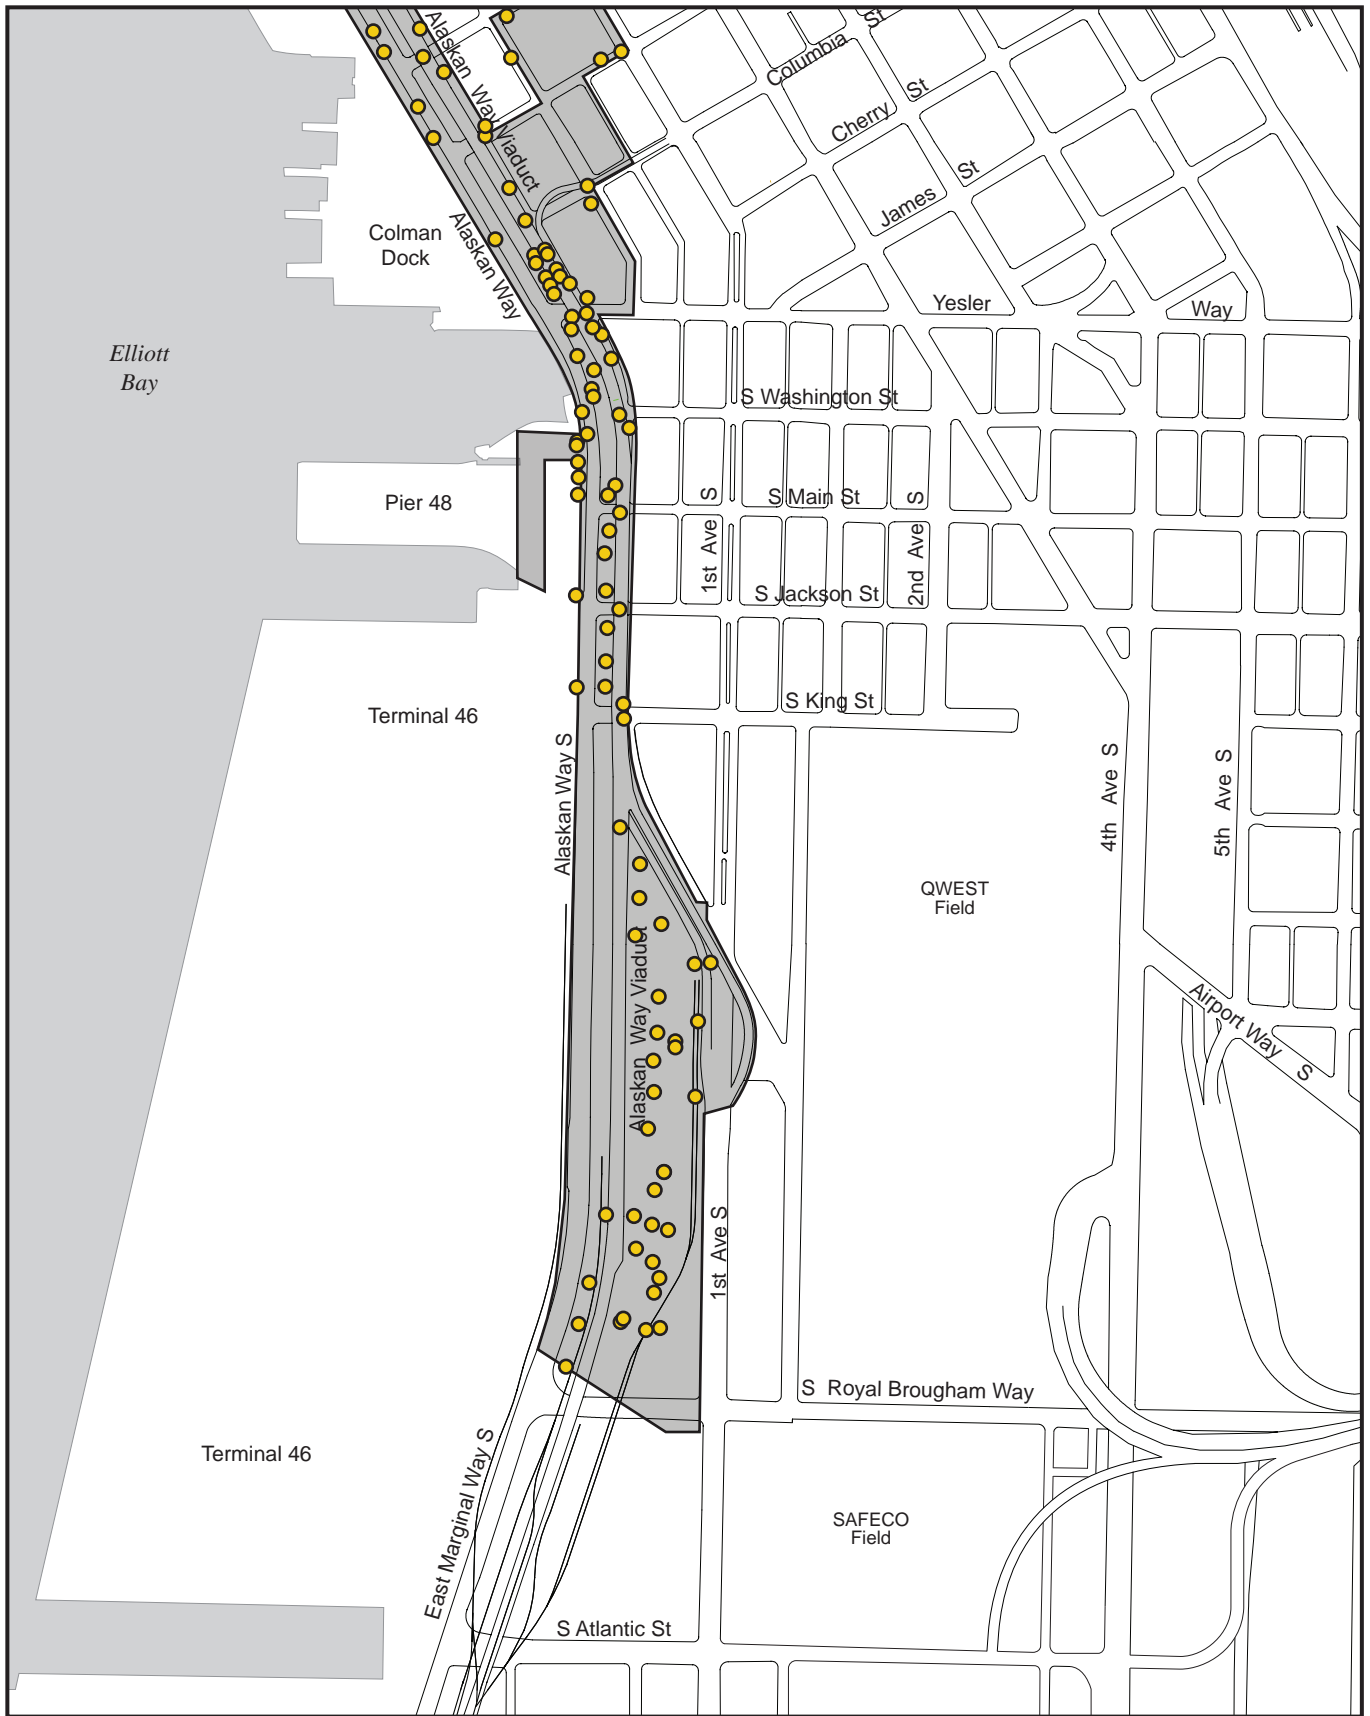 Alaskan Way Viaduct
Columbia St
Cherry St
James St
Colman
Dock
Alaskan Way
Yesler Way
Elliott
Bay
S Washington St
Pier 48
S Main St
1st Ave S
2nd Ave S
S Jackson St
S King St
Terminal 46
Alaskan Way S
4th Ave S
5th Ave S
QWEST
Field
Alaskan Way Viaduct
Airport Way S
1st Ave S
S Royal Brougham Way
Terminal 46
East Marginal Way S
SAFECO
Field
S Atlantic St